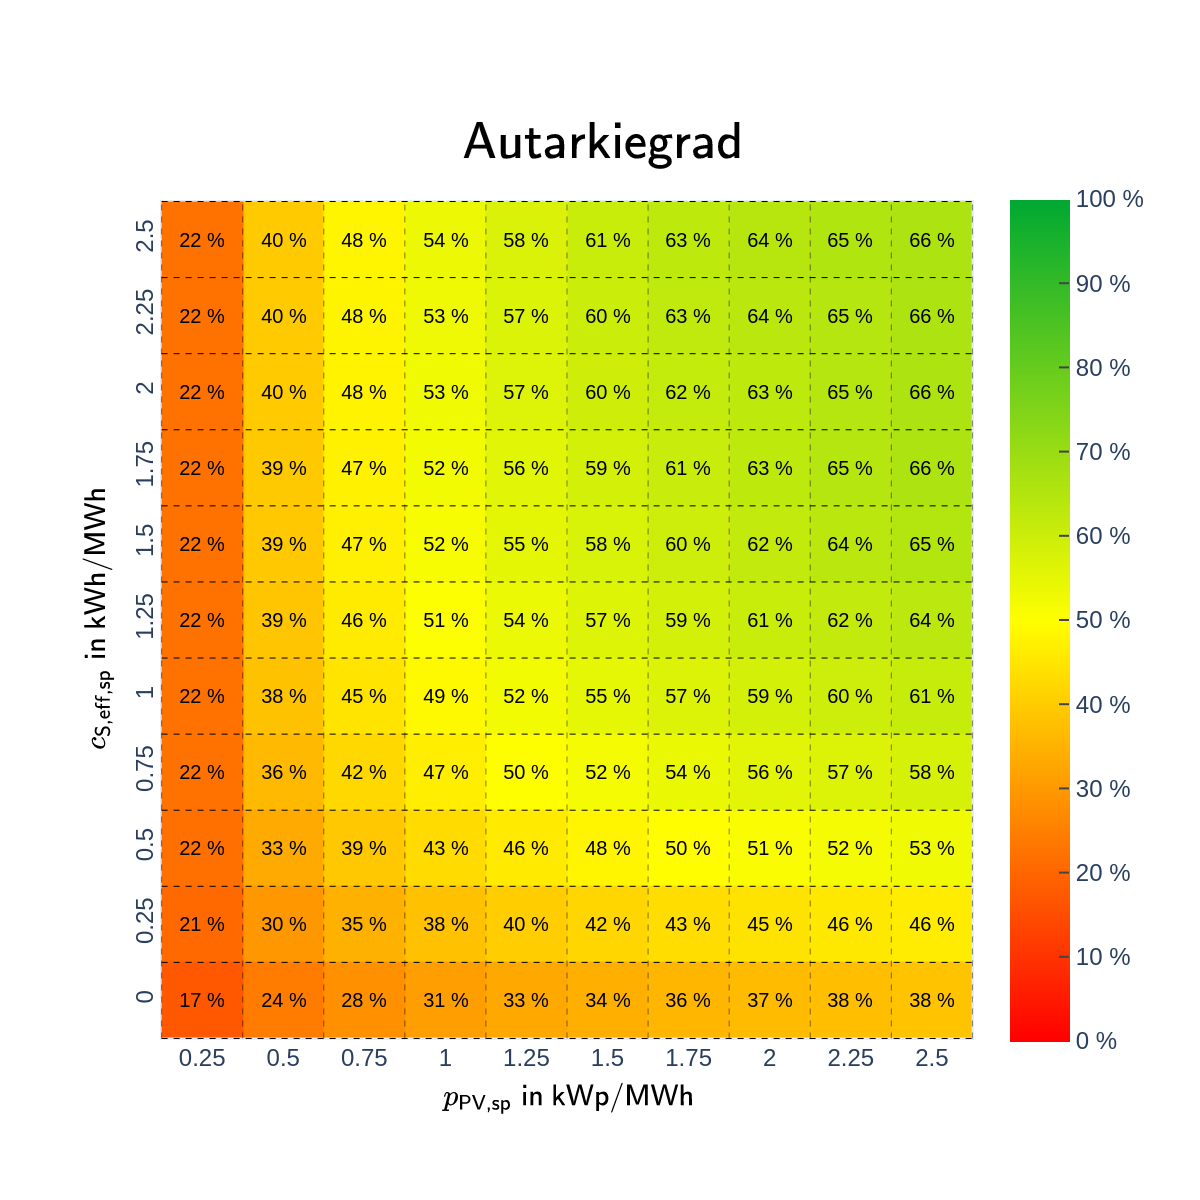 Autarkiegrad
2.5 22 % 40 % 48 % 54 % 58 % 61 % 63 % 64 % 65 % 66 %
2.25 22 % 40 % 48 % 53 % 57 % 60 % 63 % 64 % 65 % 66 %
2 22 % 40 % 48 % 53 % 57 % 60 % 62 % 63 % 65 % 66 %
1.75 22 % 39 % 47 % 52 % 56 % 59 % 61 % 63 % 65 % 66 %
1.5 22 % 39 % 47 % 52 % 55 % 58 % 60 % 62 % 64 % 65 %
1.25 22 % 39 % 46 % 51 % 54 % 57 % 59 % 61 % 62 % 64 %
1 22 % 38 % 45 % 49 % 52 % 55 % 57 % 59 % 60 % 61 %
0.75 22 % 36 % 42 % 47 % 50 % 52 % 54 % 56 % 57 % 58 %
0.5 22 % 33 % 39 % 43 % 46 % 48 % 50 % 51 % 52 % 53 %
0.25 21 % 30 % 35 % 38 % 40 % 42 % 43 % 45 % 46 % 46 %
0 17 % 24 % 28 % 31 % 33 % 34 % 36 % 37 % 38 % 38 %
0.25 0.5 0.75 1 1.25 1.5 1.75 2 2.25 2.5
p PV,sp in kWp/MWh
c S,eff,sp in kWh/MWh
100 %
90 %
80 %
70 %
60 %
50 %
40 %
30 %
20 %
10 %
0 %